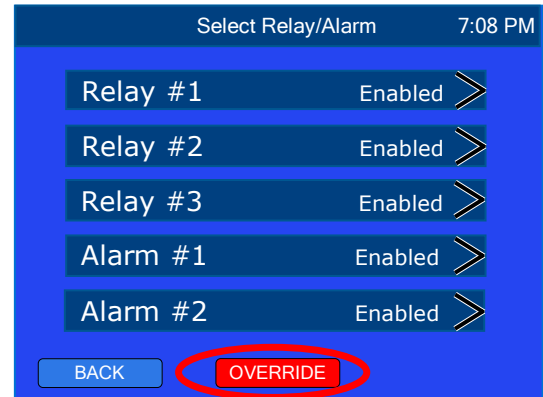 Select Relay/Alarm 7:08 PM
Relay #1 Enabled
Relay #2 Enabled
Relay #3 Enabled
Alarm #1 Enabled
Alarm #2 Enabled
BACK OVERRIDE